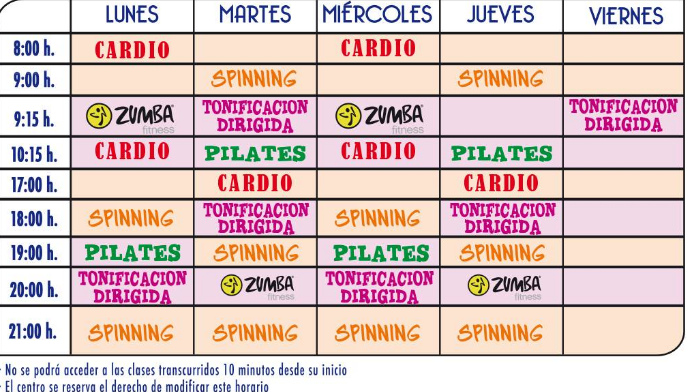 LUNES MARTES MIÉRCOLES JUEVES VIERNES
8:00 h. CARDIO CARDIO
9:00 h. SPINNING SPINNING
9:15 h. ZUMBA® fitness TONIFICACION DIRIGIDA ZUMBA® fitness TONIFICACION DIRIGIDA
10:15 h. CARDIO PILATES CARDIO PILATES
17:00 h. CARDIO CARDIO
18:00 h. SPINNING TONIFICACION DIRIGIDA SPINNING TONIFICACION DIRIGIDA
19:00 h. PILATES SPINNING PILATES SPINNING
20:00 h. TONIFICACION DIRIGIDA ZUMBA® fitness TONIFICACION DIRIGIDA ZUMBA® fitness
21:00 h. SPINNING SPINNING SPINNING SPINNING
- No se podrá acceder a las clases transcurridos 10 minutos desde su inicio
- El centro se reserva el derecho de modificar este horario